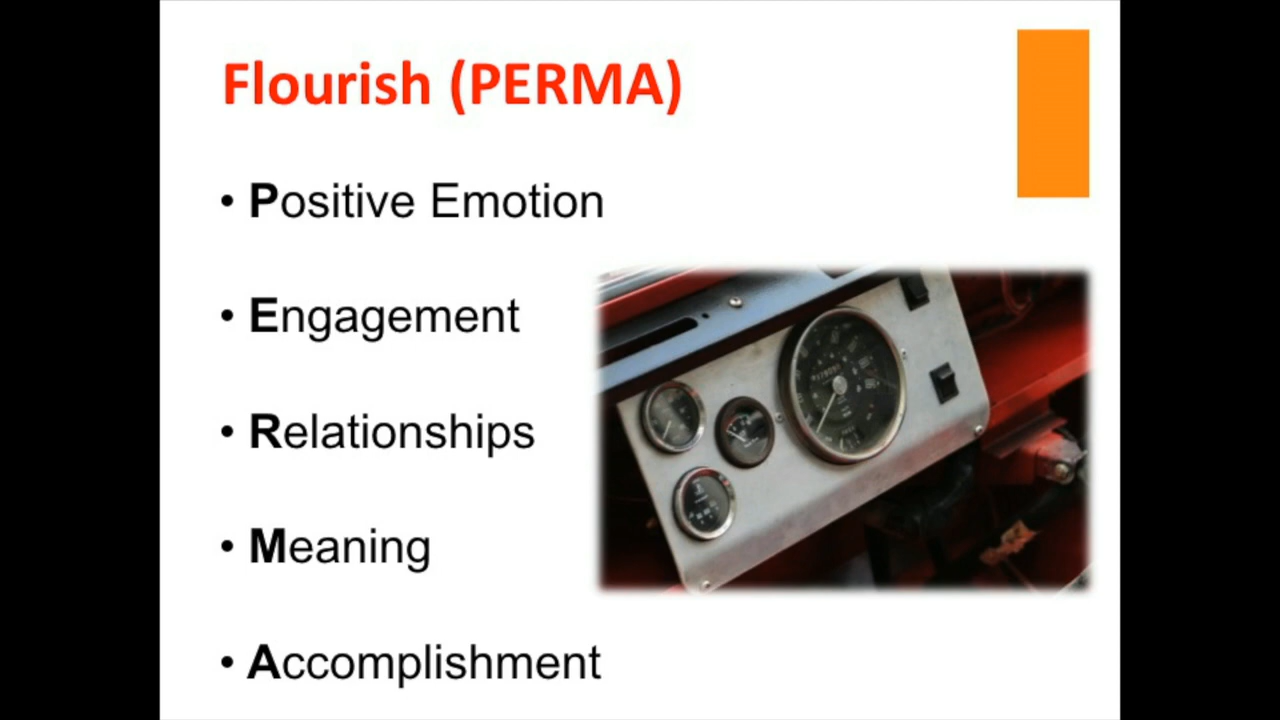 Flourish (PERMA)
• Positive Emotion
• Engagement
• Relationships
• Meaning
• Accomplishment